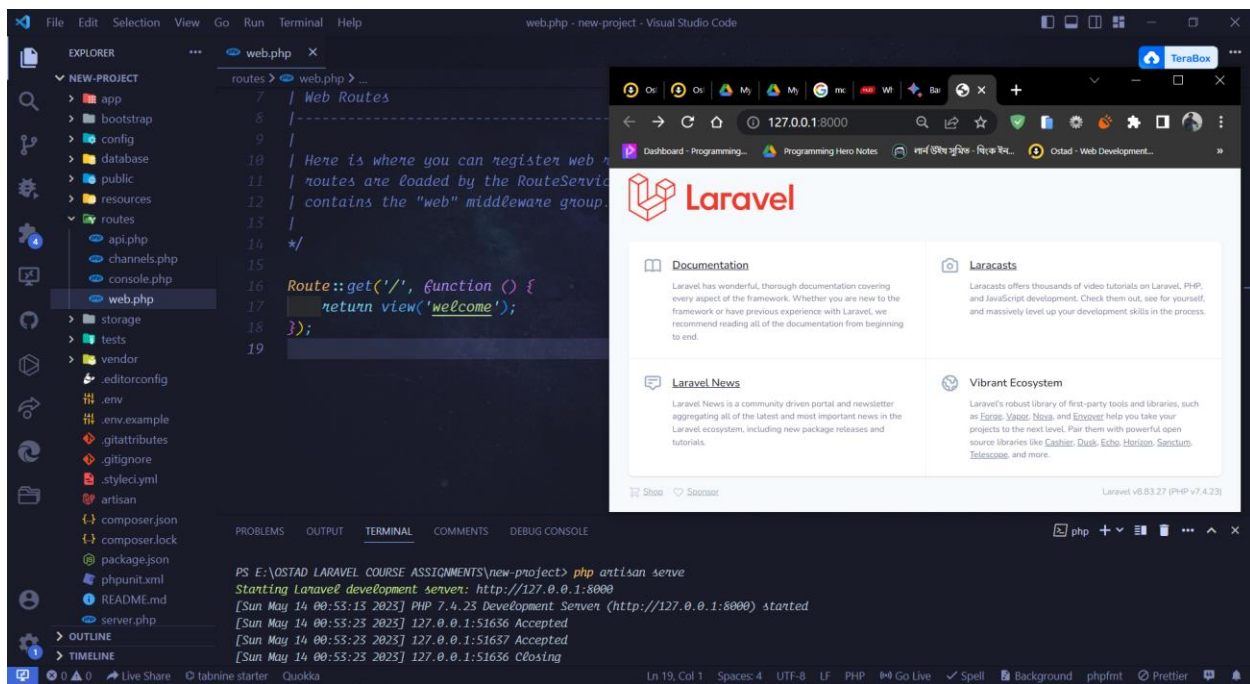 File Edit Selection View Go Run Terminal Help
web.php - new-project - Visual Studio Code
EXPLORER
NEW-PROJECT
app
bootstrap
config
database
public
resources
routes
api.php
channels.php
console.php
web.php
storage
tests
vendor
.editorconfig
.env
.env.example
.gitattributes
.gitignore
.styleci.yml
artisan
composer.json
composer.lock
package.json
phpunit.xml
README.md
server.php
OUTLINE
TIMELINE
4
1
web.php
routes > web.php > ...
7 | Web Routes
8 |--------------------------------------
9 |
10 | Here is where you can register web r
11 | routes are loaded by the RouteServic
12 | contains the "web" middleware group.
13 |
14 */
15
16 Route::get('/', function () {
17 return view('welcome');
18 });
19
TeraBox
Os Os My My mc Wh Bar
127.0.0.1:8000
Dashboard - Programming... Programming Hero Notes লার্ন উইথ সুমিত - থিংক ইন... Ostad - Web Development... »
Laravel
Documentation
Laravel has wonderful, thorough documentation covering
every aspect of the framework. Whether you are new to the
framework or have previous experience with Laravel, we
recommend reading all of the documentation from beginning
to end.
Laracasts
Laracasts offers thousands of video tutorials on Laravel, PHP,
and JavaScript development. Check them out, see for yourself,
and massively level up your development skills in the process.
Laravel News
Laravel News is a community driven portal and newsletter
aggregating all of the latest and most important news in the
Laravel ecosystem, including new package releases and
tutorials.
Vibrant Ecosystem
Laravel's robust library of first-party tools and libraries, such
as Forge, Vapor, Nova, and Envoyer help you take your
projects to the next level. Pair them with powerful open
source libraries like Cashier, Dusk, Echo, Horizon, Sanctum,
Telescope, and more.
Shop Sponsor
Laravel v8.83.27 (PHP v7.4.23)
PROBLEMS OUTPUT TERMINAL COMMENTS DEBUG CONSOLE
php
PS E:\OSTAD LARAVEL COURSE ASSIGNMENTS\new-project> php artisan serve
Starting Laravel development server: http://127.0.0.1:8000
[Sun May 14 00:53:13 2023] PHP 7.4.23 Development Server (http://127.0.0.1:8000) started
[Sun May 14 00:53:23 2023] 127.0.0.1:51636 Accepted
[Sun May 14 00:53:23 2023] 127.0.0.1:51637 Accepted
[Sun May 14 00:53:23 2023] 127.0.0.1:51636 Closing
0 0 Live Share tabnine starter Quokka
Ln 19, Col 1 Spaces: 4 UTF-8 LF PHP Go Live Spell Background phpfmt Prettier